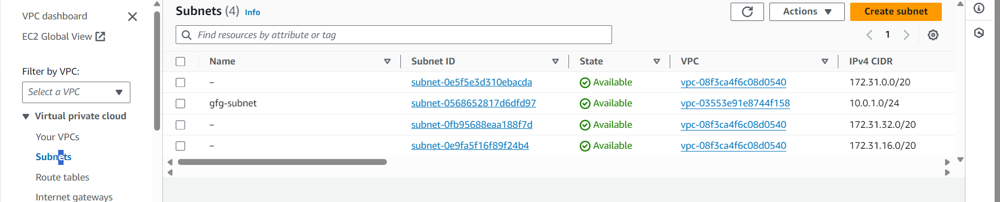 VPC dashboard
EC2 Global View
Filter by VPC:
Select a VPC
Virtual private cloud
Your VPCs
Subnets
Route tables
Internet gateways
Subnets (4) Info
Actions
Create subnet
Find resources by attribute or tag
1
Name Subnet ID State VPC IPv4 CIDR
– subnet-0e5f5e3d310ebacda Available vpc-08f3ca4f6c08d0540 172.31.0.0/20
gfg-subnet subnet-0568652817d6dfd97 Available vpc-03553e91e8744f158 10.0.1.0/24
– subnet-0fb95688eaa188f7d Available vpc-08f3ca4f6c08d0540 172.31.32.0/20
– subnet-0e9fa5f16f89f24b4 Available vpc-08f3ca4f6c08d0540 172.31.16.0/20